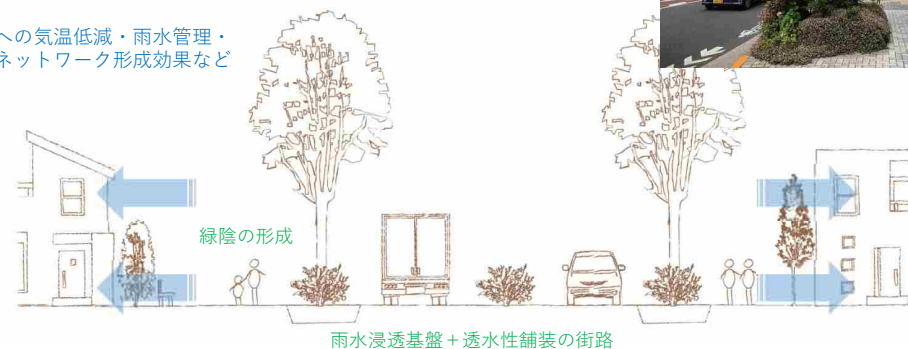 への気温低減・雨水管理・
ネットワーク形成効果など
緑陰の形成
雨水浸透基盤＋透水性舗装の街路